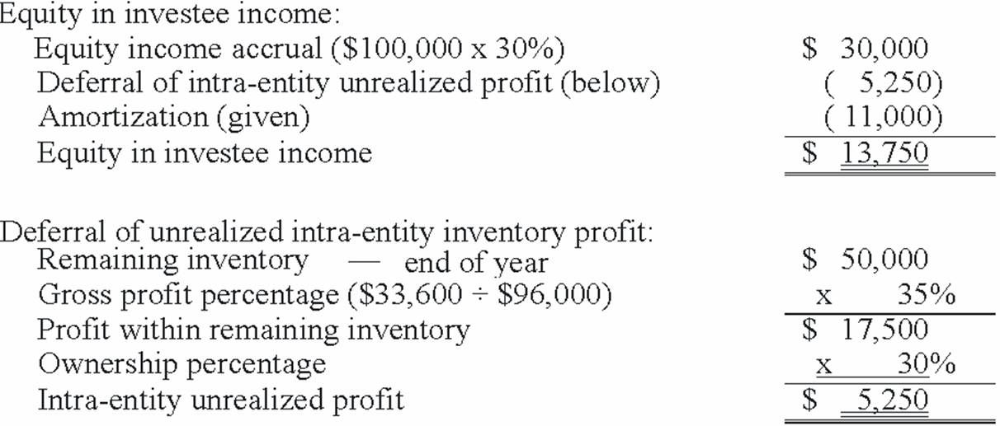 Equity in investee income:
Equity income accrual ($100,000 x 30%) $ 30,000
Deferral of intra-entity unrealized profit (below) ( 5,250)
Amortization (given) ( 11,000)
Equity in investee income $ 13,750
Deferral of unrealized intra-entity inventory profit:
Remaining inventory — end of year $ 50,000
Gross profit percentage ($33,600 ÷ $96,000) x 35%
Profit within remaining inventory $ 17,500
Ownership percentage x 30%
Intra-entity unrealized profit $ 5,250